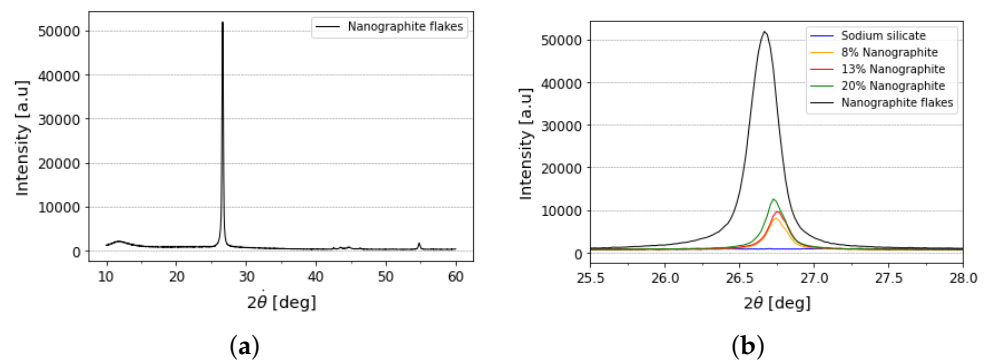 Nanographite flakes
50000
40000
30000
20000
10000
0
Intensity [a.u]
10 20 30 40 50 60
2θ̇ [deg]
(a)
Sodium silicate
8% Nanographite
13% Nanographite
20% Nanographite
Nanographite flakes
50000
40000
30000
20000
10000
0
Intensity [a.u]
25.5 26.0 26.5 27.0 27.5 28.0
2θ̇ [deg]
(b)